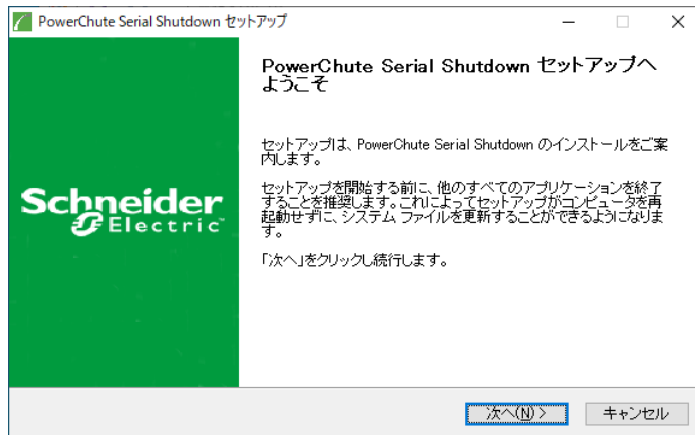 PowerChute Serial Shutdown セットアップ
PowerChute Serial Shutdown セットアップへ
ようこそ
セットアップは、PowerChute Serial Shutdown のインストールをご案
内します。
セットアップを開始する前に、他のすべてのアプリケーションを終了
することを推奨します。これによってセットアップがコンピュータを再
起動せずに、システム ファイルを更新することができるようになりま
す。
「次へ」をクリックし続行します。
Schneider
Electric
次へ(N) >
キャンセル